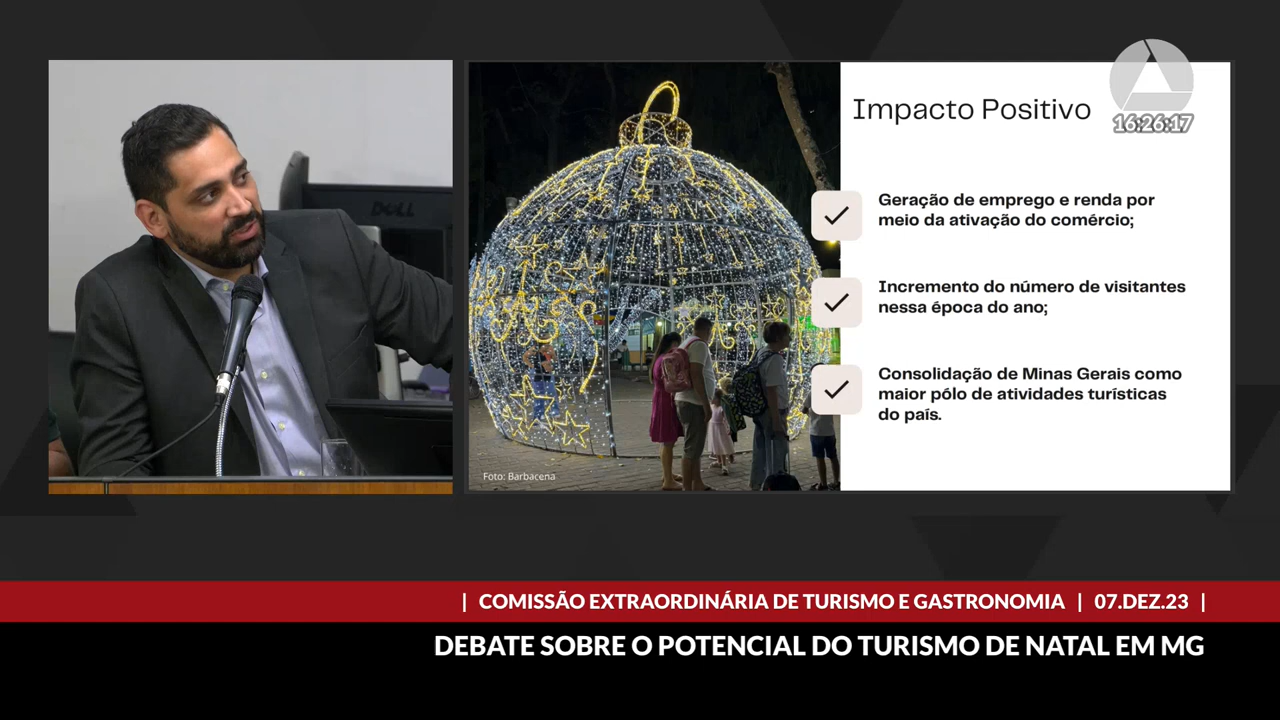 DELL
Impacto Positivo
16:26:17
Geração de emprego e renda por
meio da ativação do comércio;
Incremento do número de visitantes
nessa época do ano;
Consolidação de Minas Gerais como
maior pólo de atividades turísticas
do país.
Foto: Barbacena
| COMISSÃO EXTRAORDINÁRIA DE TURISMO E GASTRONOMIA | 07.DEZ.23 |
DEBATE SOBRE O POTENCIAL DO TURISMO DE NATAL EM MG